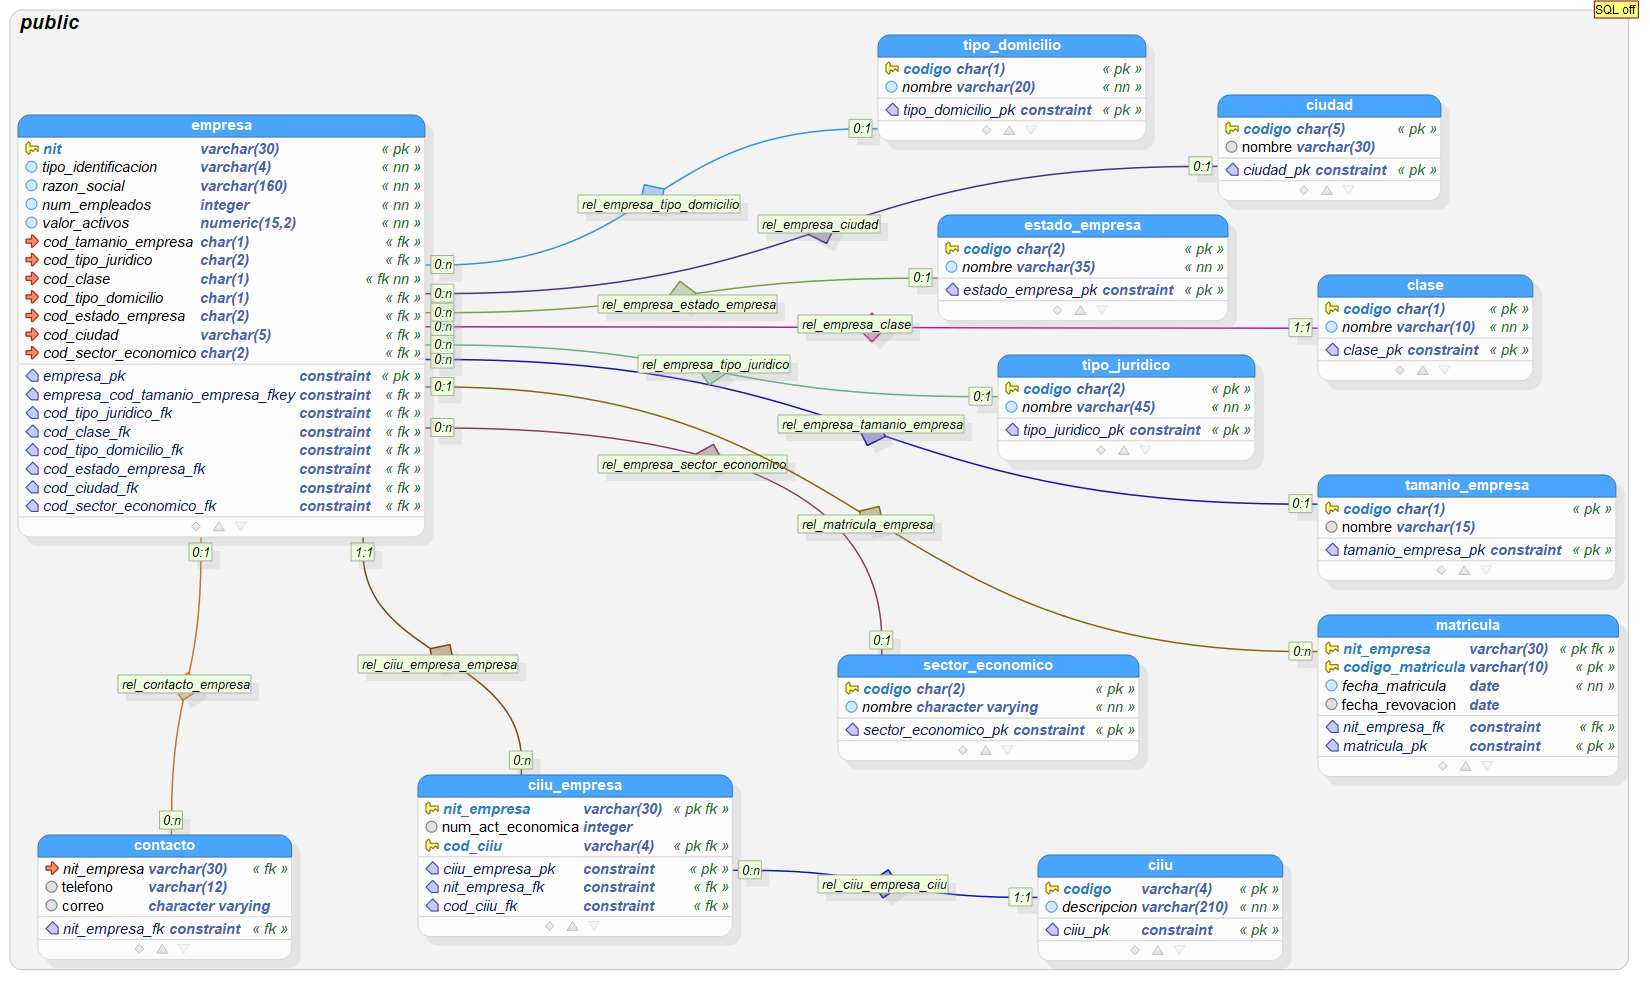 public
SQL off
tipo_domicilio
codigo char(1) « pk »
nombre varchar(20) « nn »
tipo_domicilio_pk constraint « pk »
ciudad
codigo char(5) « pk »
nombre varchar(30)
ciudad_pk constraint « pk »
empresa
nit varchar(30) « pk »
tipo_identificacion varchar(4) « nn »
razon_social varchar(160) « nn »
num_empleados integer « nn »
valor_activos numeric(15,2) « nn »
cod_tamanio_empresa char(1) « fk »
cod_tipo_juridico char(2) « fk »
cod_clase char(1) « fk nn »
cod_tipo_domicilio char(1) « fk »
cod_estado_empresa char(2) « fk »
cod_ciudad varchar(5) « fk »
cod_sector_economico char(2) « fk »
empresa_pk constraint « pk »
empresa_cod_tamanio_empresa_fkey constraint « fk »
cod_tipo_juridico_fk constraint « fk »
cod_clase_fk constraint « fk »
cod_tipo_domicilio_fk constraint « fk »
cod_estado_empresa_fk constraint « fk »
cod_ciudad_fk constraint « fk »
cod_sector_economico_fk constraint « fk »
0:1
rel_empresa_tipo_domicilio
0:n
0:1
rel_empresa_ciudad
0:n
estado_empresa
codigo char(2) « pk »
nombre varchar(35) « nn »
estado_empresa_pk constraint « pk »
0:1
rel_empresa_estado_empresa
0:n
clase
codigo char(1) « pk »
nombre varchar(10) « nn »
clase_pk constraint « pk »
0:n
rel_empresa_clase
1:1
0:n
rel_empresa_tipo_juridico
0:1
tipo_juridico
codigo char(2) « pk »
nombre varchar(45) « nn »
tipo_juridico_pk constraint « pk »
0:n
rel_empresa_tamanio_empresa
0:1
tamanio_empresa
codigo char(1) « pk »
nombre varchar(15)
tamanio_empresa_pk constraint « pk »
0:1
rel_matricula_empresa
0:n
matricula
nit_empresa varchar(30) « pk fk »
codigo_matricula varchar(10) « pk »
fecha_matricula date « nn »
fecha_revovacion date
nit_empresa_fk constraint « fk »
matricula_pk constraint « pk »
0:n
rel_empresa_sector_economico
0:1
sector_economico
codigo char(2) « pk »
nombre character varying « nn »
sector_economico_pk constraint « pk »
0:1
rel_contacto_empresa
0:n
contacto
nit_empresa varchar(30) « fk »
telefono varchar(12)
correo character varying
nit_empresa_fk constraint « fk »
1:1
rel_ciiu_empresa_empresa
0:n
ciiu_empresa
nit_empresa varchar(30) « pk fk »
num_act_economica integer
cod_ciiu varchar(4) « pk fk »
ciiu_empresa_pk constraint « pk »
nit_empresa_fk constraint « fk »
cod_ciiu_fk constraint « fk »
0:n
rel_ciiu_empresa_ciiu
1:1
ciiu
codigo varchar(4) « pk »
descripcion varchar(210) « nn »
ciiu_pk constraint « pk »